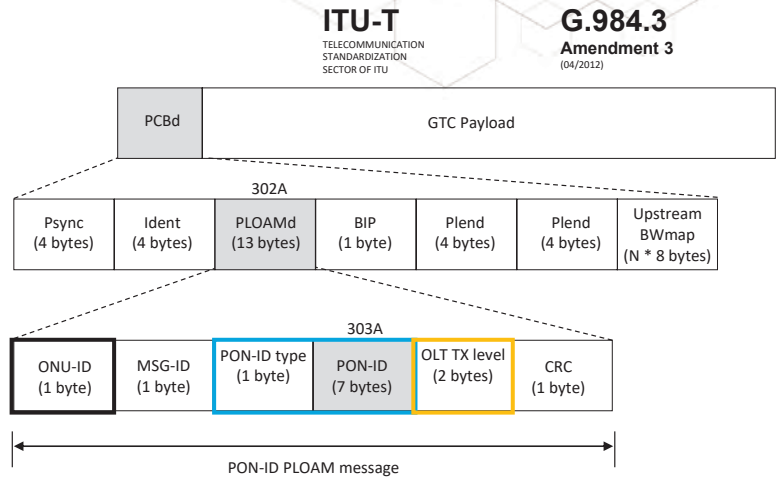 ITU-T
TELECOMMUNICATION
STANDARDIZATION
SECTOR OF ITU
G.984.3
Amendment 3
(04/2012)
PCBd
GTC Payload
302A
Psync
(4 bytes)
Ident
(4 bytes)
PLOAMd
(13 bytes)
BIP
(1 byte)
Plend
(4 bytes)
Plend
(4 bytes)
Upstream
BWmap
(N * 8 bytes)
303A
ONU-ID
(1 byte)
MSG-ID
(1 byte)
PON-ID type
(1 byte)
PON-ID
(7 bytes)
OLT TX level
(2 bytes)
CRC
(1 byte)
PON-ID PLOAM message